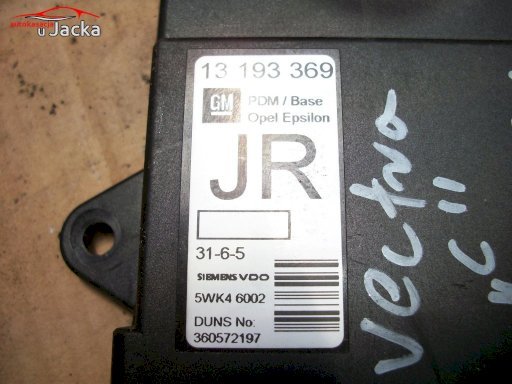 autokasacja
u Jacka
13 193 369
GM
PDM / Base
Opel Epsilon
JR
31-6-5
SIEMENS VDO
5WK4 6002
DUNS No:
360572197
Vectra
"C"